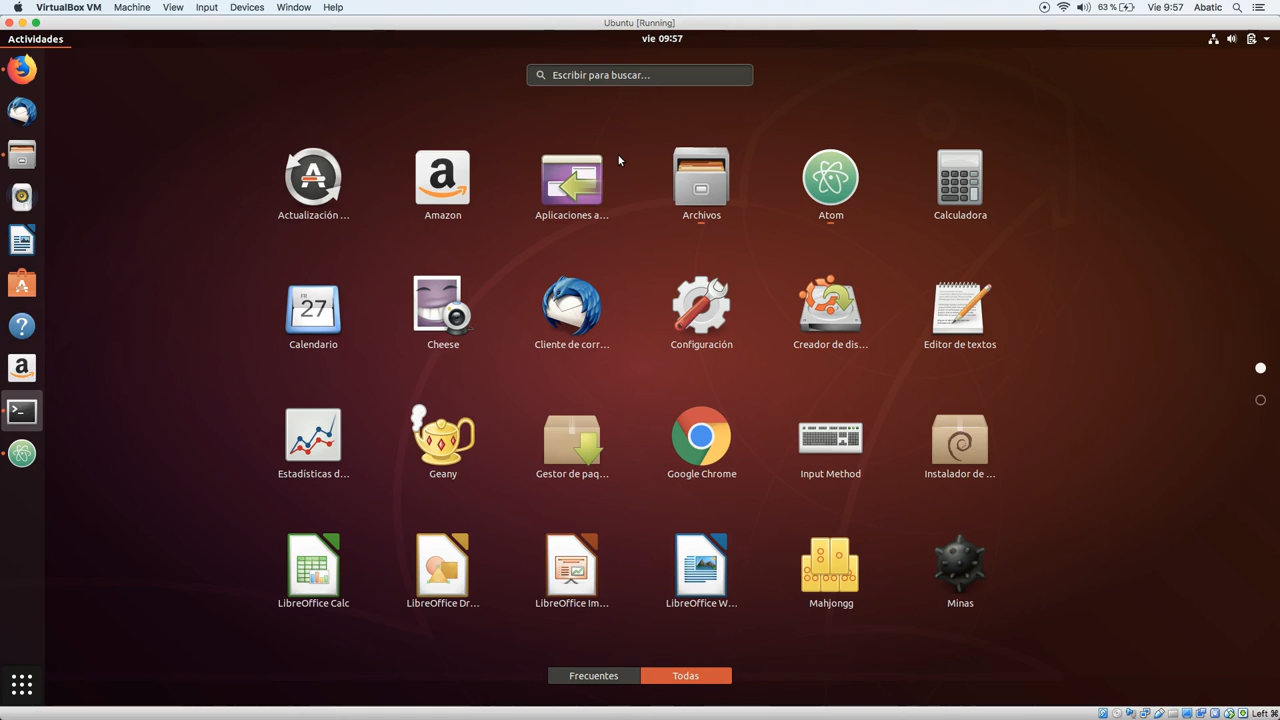 VirtualBox VM Machine View Input Devices Window Help 63 % Vie 9:57 Abatic
Ubuntu [Running]
Actividades vie 09:57
Escribir para buscar...
Actualización ... Amazon Aplicaciones a... Archivos Atom Calculadora
FR
27
Calendario Cheese Cliente de corr... Configuración Creador de dis... Editor de textos
Estadísticas d... Geany Gestor de paq... Google Chrome Input Method Instalador de ...
LibreOffice Calc LibreOffice Dr... LibreOffice Im... LibreOffice W... Mahjongg Minas
Frecuentes Todas
Left ⌘